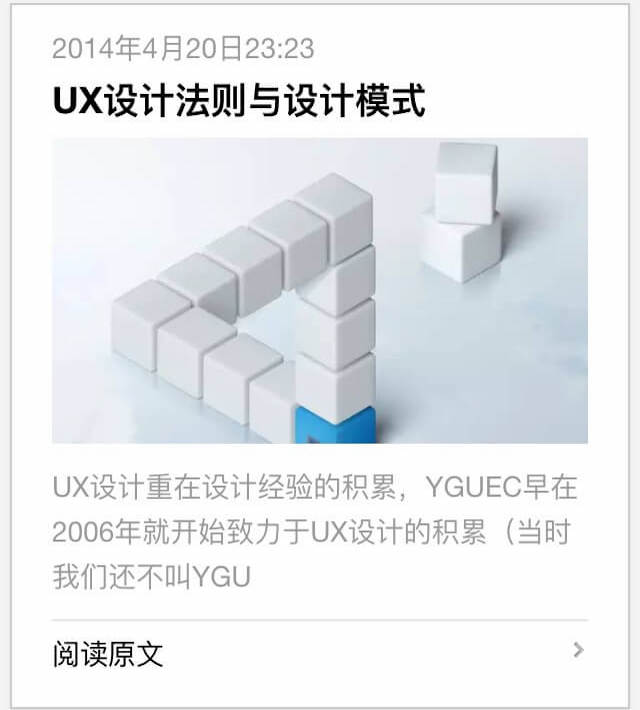 2014年4月20日23:23
UX设计法则与设计模式
UX设计重在设计经验的积累，YGUEC早在
2006年就开始致力于UX设计的积累（当时
我们还不叫YGU
阅读原文